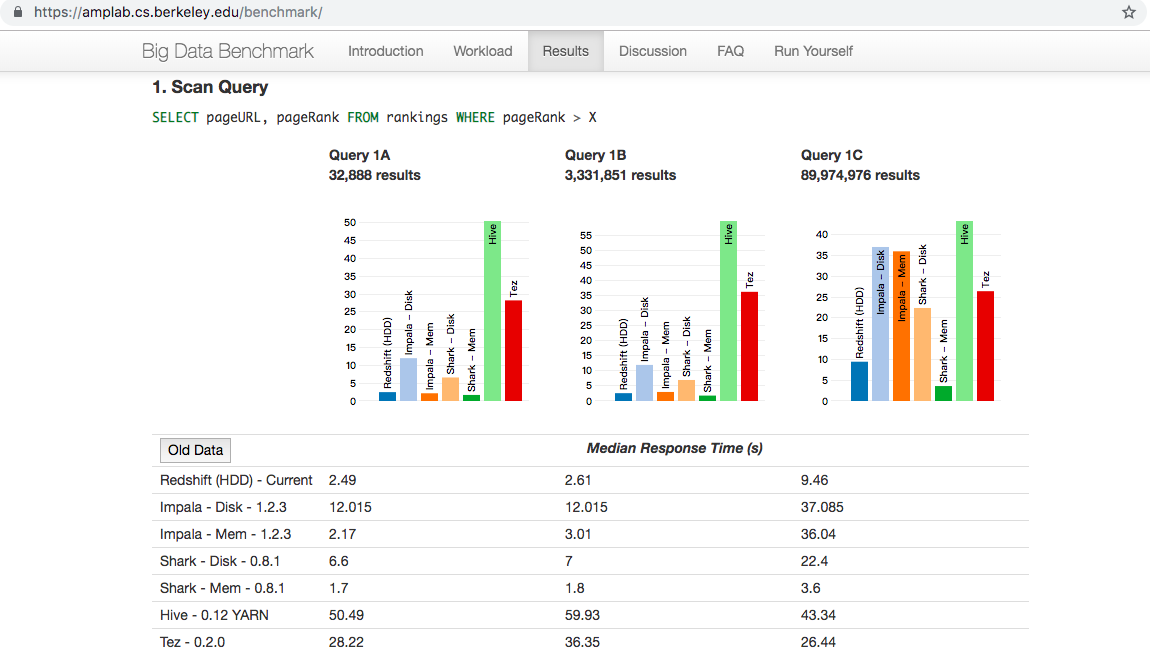 https://amplab.cs.berkeley.edu/benchmark/
Big Data Benchmark Introduction Workload Results Discussion FAQ Run Yourself
1. Scan Query
SELECT pageURL, pageRank FROM rankings WHERE pageRank > X
Query 1A
32,888 results
50
45
40
35
30
25
20
15
10
5
0
Redshift (HDD)
Impala – Disk
Impala – Mem
Shark – Disk
Shark – Mem
Hive
Tez
Query 1B
3,331,851 results
55
50
45
40
35
30
25
20
15
10
5
0
Redshift (HDD)
Impala – Disk
Impala – Mem
Shark – Disk
Shark – Mem
Hive
Tez
Query 1C
89,974,976 results
40
35
30
25
20
15
10
5
0
Redshift (HDD)
Impala – Disk
Impala – Mem
Shark – Disk
Shark – Mem
Hive
Tez
Old Data Median Response Time (s)
Redshift (HDD) - Current 2.49 2.61 9.46
Impala - Disk - 1.2.3 12.015 12.015 37.085
Impala - Mem - 1.2.3 2.17 3.01 36.04
Shark - Disk - 0.8.1 6.6 7 22.4
Shark - Mem - 0.8.1 1.7 1.8 3.6
Hive - 0.12 YARN 50.49 59.93 43.34
Tez - 0.2.0 28.22 36.35 26.44